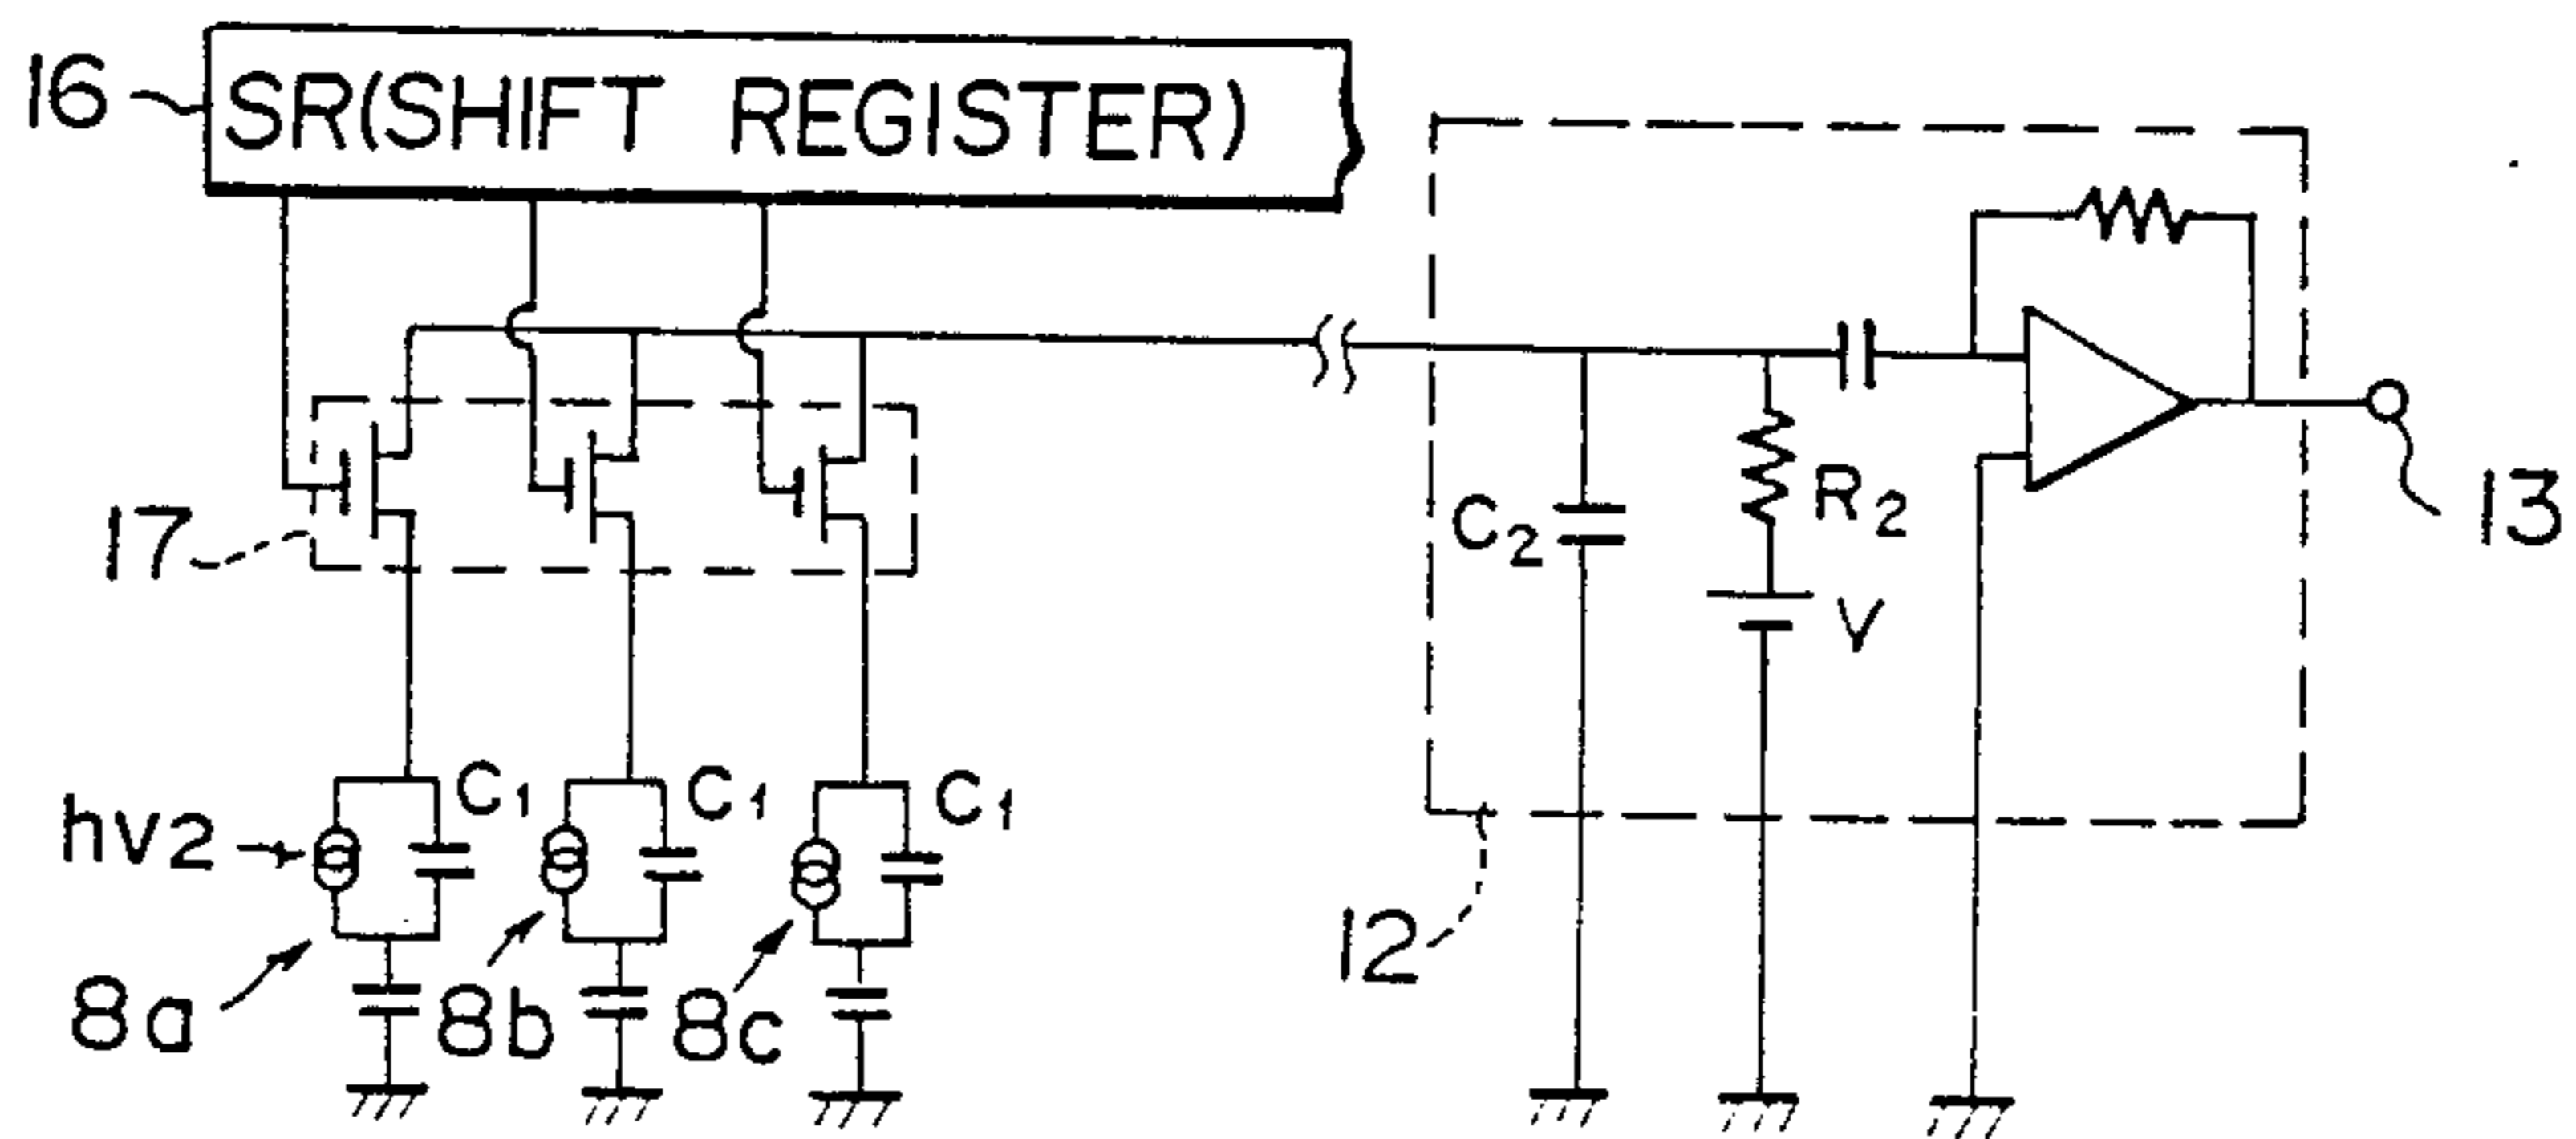 16
SR(SHIFT REGISTER)
17
C2
R2
V
13
hv2
C1
C1
C1
8a
8b
8c
12